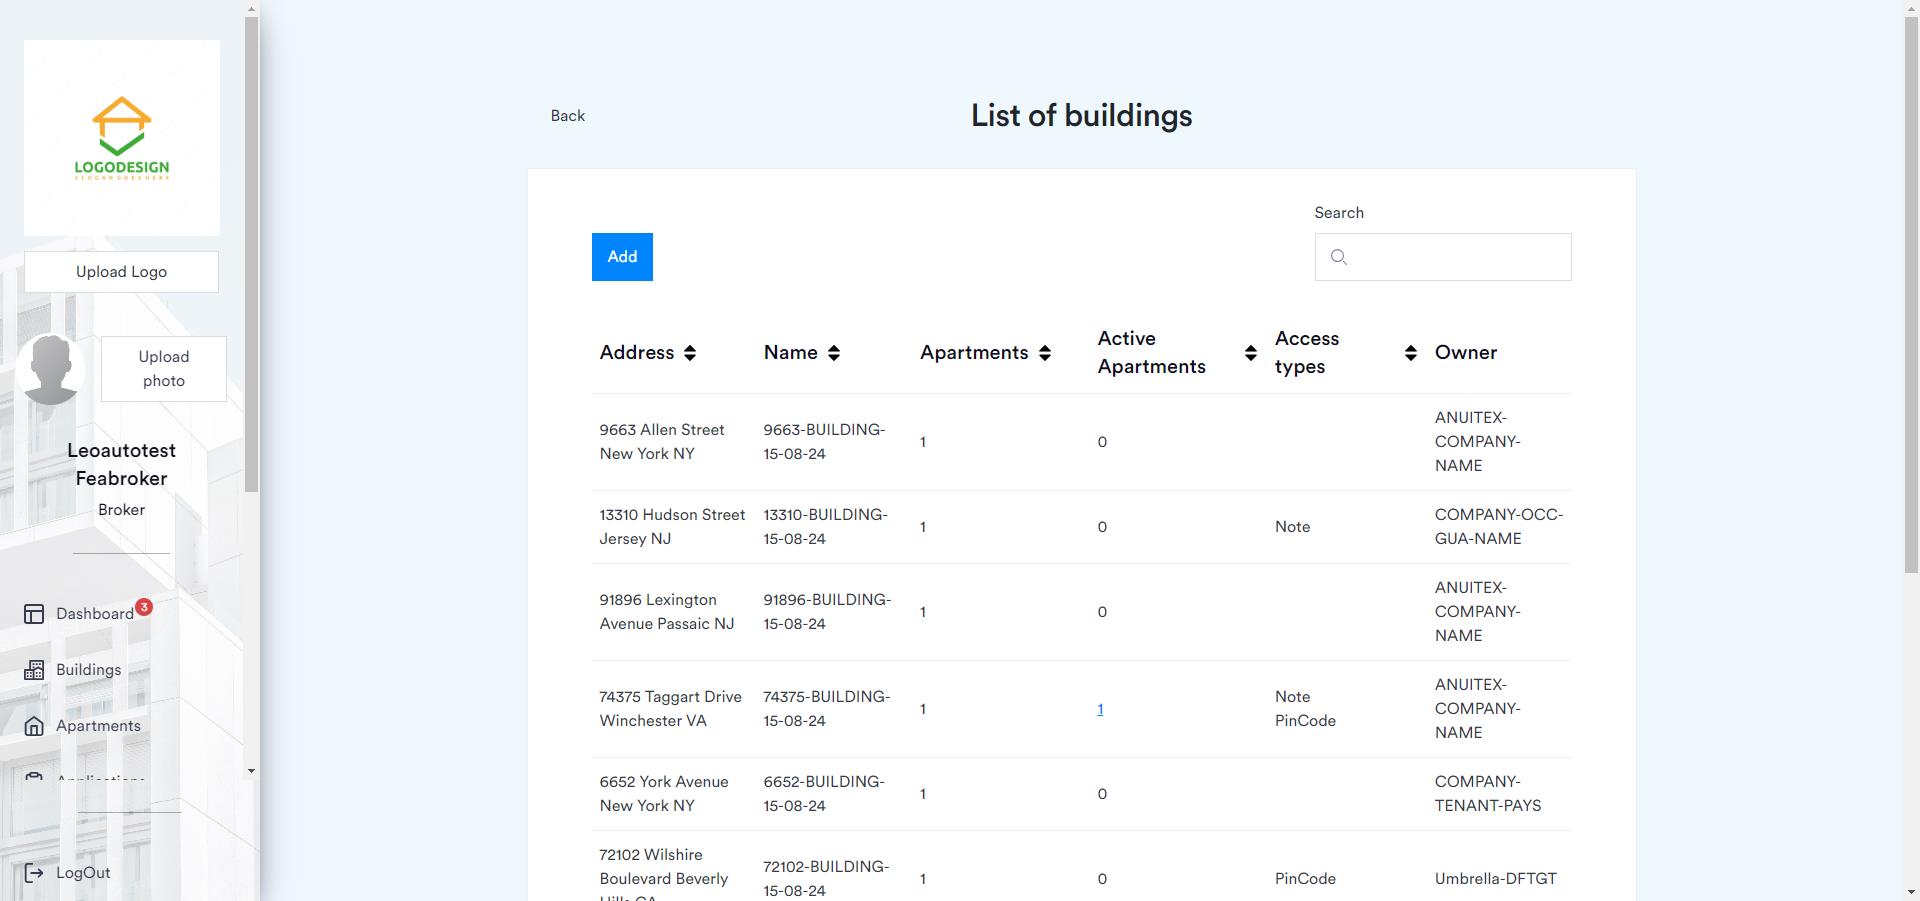 LOGODESIGN
SLOGANGOESHERE
Upload Logo
Upload
photo
Leoautotest
Feabroker
Broker
Dashboard 3
Buildings
Apartments
Applications
LogOut
Back
List of buildings
Add
Search
Address Name Apartments Active Apartments Access types Owner
9663 Allen Street
New York NY
9663-BUILDING-
15-08-24
1
0
ANUITEX-
COMPANY-
NAME
13310 Hudson Street
Jersey NJ
13310-BUILDING-
15-08-24
1
0
Note
COMPANY-OCC-
GUA-NAME
91896 Lexington
Avenue Passaic NJ
91896-BUILDING-
15-08-24
1
0
ANUITEX-
COMPANY-
NAME
74375 Taggart Drive
Winchester VA
74375-BUILDING-
15-08-24
1
1
Note
PinCode
ANUITEX-
COMPANY-
NAME
6652 York Avenue
New York NY
6652-BUILDING-
15-08-24
1
0
COMPANY-
TENANT-PAYS
72102 Wilshire
Boulevard Beverly
Hills CA
72102-BUILDING-
15-08-24
1
0
PinCode
Umbrella-DFTGT